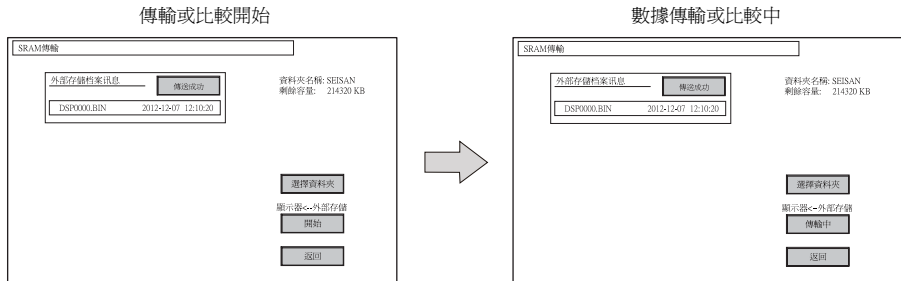 傳輸或比較開始
SRAM傳輸
外部存儲档案讯息
傳送成功
DSP0000.BIN 2012-12-07 12:10:20
資料夾名稱: SEISAN
剩餘容量: 214320 KB
選擇資料夾
顯示器<--外部存儲
開始
返回
數據傳輸或比較中
SRAM傳輸
外部存儲档案讯息
傳送成功
DSP0000.BIN 2012-12-07 12:10:20
資料夾名稱: SEISAN
剩餘容量: 214320 KB
選擇資料夾
顯示器<--外部存儲
傳輸中
返回